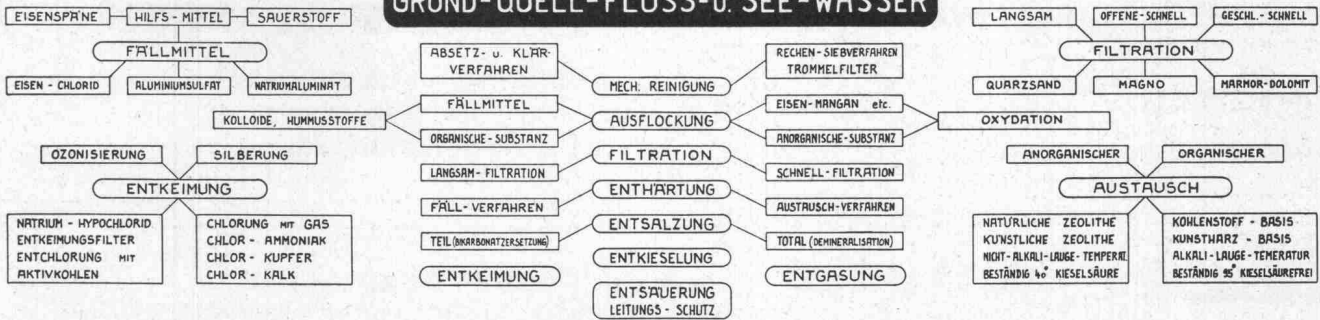 GRUND-QUELL-FLUSS-U. SEE-WASSER
EISENSPÄNE
HILFS-MITTEL
SAUERSTOFF
FÄLLMITTEL
EISEN-CHLORID
ALUMINIUMSULFAT
NATRIUMALUMINAT
KOLLOIDE, HUMMUSSTOFFE
OZONISIERUNG
SILBERUNG
ENTKEIMUNG
NATRIUM-HYPOCHLORID
ENTKEIMUNGSFILTER
ENTCHLORUNG MIT
AKTIVKOHLEN
CHLORUNG MIT GAS
CHLOR-AMMONIAK
CHLOR-KUPFER
CHLOR-KALK
ABSETZ- U. KLÄR-
VERFAHREN
MECH. REINIGUNG
RECHEN-SIEBVERFAHREN
TROMMELFILTER
FÄLLMITTEL
AUSFLOCKUNG
EISEN-MANGAN etc.
ORGANISCHE-SUBSTANZ
ANORGANISCHE-SUBSTANZ
FILTRATION
LANGSAM-FILTRATION
SCHNELL-FILTRATION
ENTHÄRTUNG
FÄLL-VERFAHREN
AUSTAUSCH-VERFAHREN
ENTSALZUNG
TEIL (BIKARBONATZERSETZUNG)
TOTAL (DEMINERALISATION)
ENTKIESELUNG
ENTKEIMUNG
ENTGASUNG
ENTSÄUERUNG
LEITUNGS-SCHUTZ
LANGSAM
OFFENE-SCHNELL
GESCHL.-SCHNELL
FILTRATION
QUARZSAND
MAGNO
MARMOR-DOLOMIT
OXYDATION
ANORGANISCHER
ORGANISCHER
AUSTAUSCH
NATÜRLICHE ZEOLITHE
KÜNSTLICHE ZEOLITHE
NICHT-ALKALI-LAUGE-TEMPERAT.
BESTÄNDIG 40° KIESELSÄURE
KOHLENSTOFF-BASIS
KUNSTHARZ-BASIS
ALKALI-LAUGE-TEMERATUR
BESTÄNDIG 95° KIESELSÄUREFREI